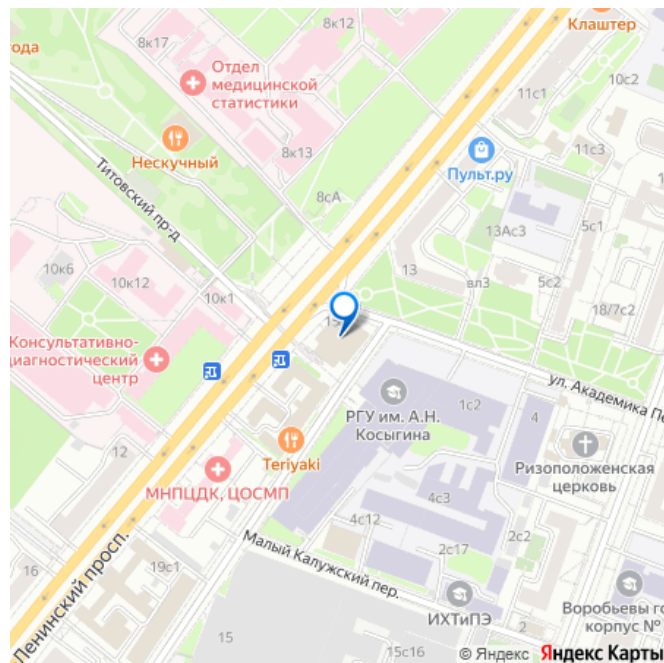 Клаштер
года
8к17
8к12
10с2
Отдел
медицинской
статистики
11с1
Нескучный
8к13
11с3
Пульт.ру
Титовский пр-д
8сА
13Ас3
5с1
10к6
10к12
13
вл3
5с2
18/7с2
10к1
Консультативно-
диагностический
центр
ул. Академика Пе
1с2
4
РГУ им. А.Н.
Косыгина
12
Teriyaki
Ризоположенская
церковь
МНПЦДК, ЦОСМП
4с3
4с12
2с2
2с17
Малый Калужский пер.
Ленинский просп.
16
19с1
ИХТиПЭ
Воробьевы го
корпус №
15
15с16
© Яндекс Яндекс Карты